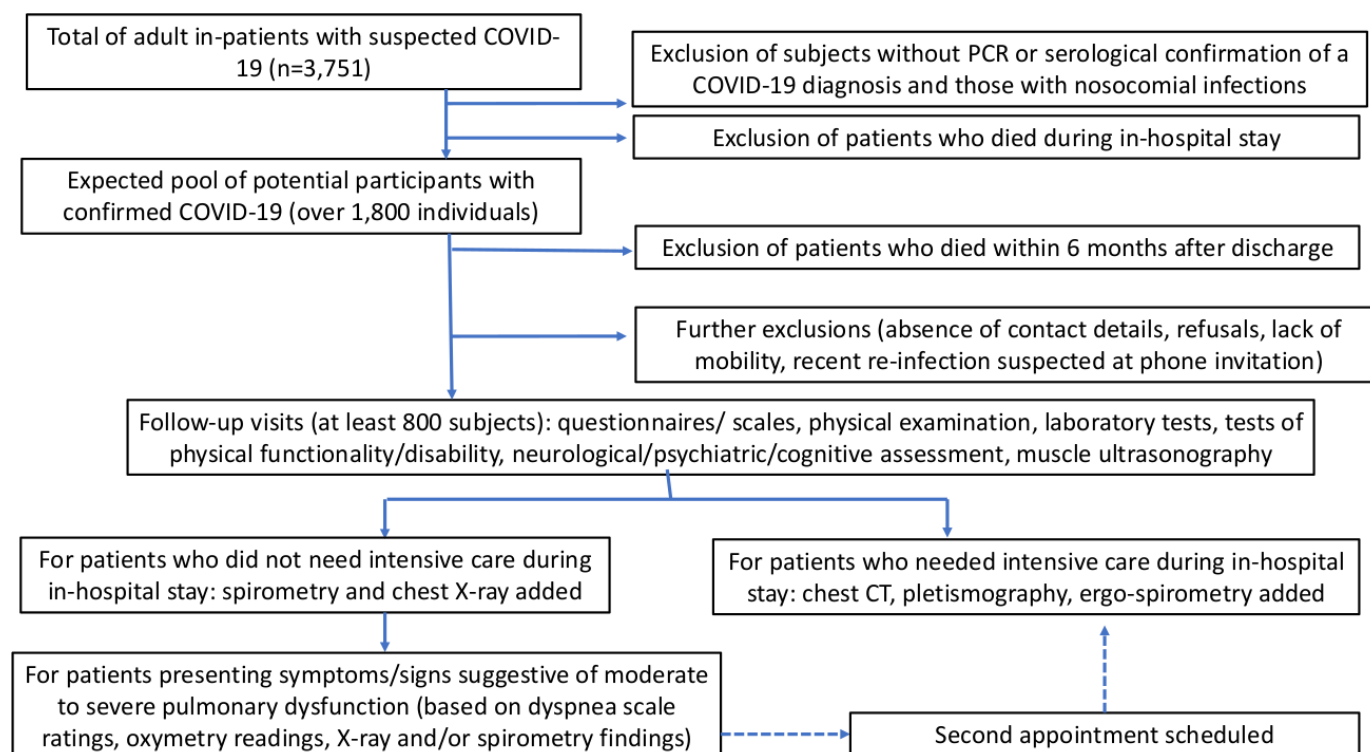 Total of adult in-patients with suspected COVID-
19 (n=3,751)
Exclusion of subjects without PCR or serological confirmation of a
COVID-19 diagnosis and those with nosocomial infections
Exclusion of patients who died during in-hospital stay
Expected pool of potential participants with
confirmed COVID-19 (over 1,800 individuals)
Exclusion of patients who died within 6 months after discharge
Further exclusions (absence of contact details, refusals, lack of
mobility, recent re-infection suspected at phone invitation)
Follow-up visits (at least 800 subjects): questionnaires/ scales, physical examination, laboratory tests, tests of
physical functionality/disability, neurological/psychiatric/cognitive assessment, muscle ultrasonography
For patients who did not need intensive care during
in-hospital stay: spirometry and chest X-ray added
For patients who needed intensive care during in-hospital
stay: chest CT, pletismography, ergo-spirometry added
For patients presenting symptoms/signs suggestive of moderate
to severe pulmonary dysfunction (based on dyspnea scale
ratings, oxymetry readings, X-ray and/or spirometry findings)
Second appointment scheduled